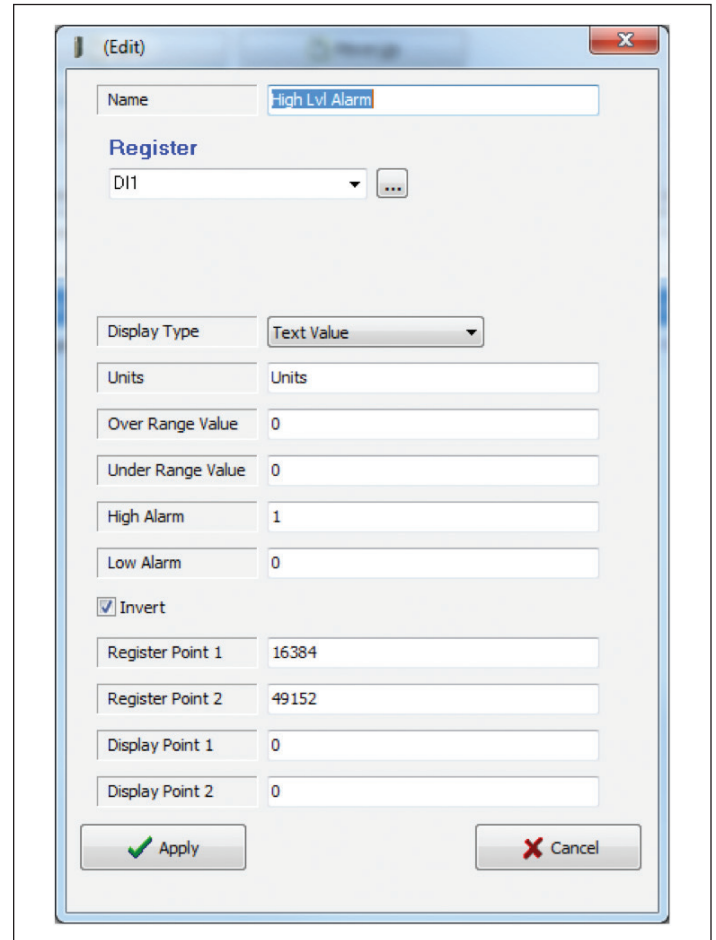 (Edit)
Name
High Lvl Alarm
Register
DI1
...
Display Type
Text Value
Units
Units
Over Range Value
0
Under Range Value
0
High Alarm
1
Low Alarm
0
Invert
Register Point 1
16384
Register Point 2
49152
Display Point 1
0
Display Point 2
0
Apply
Cancel